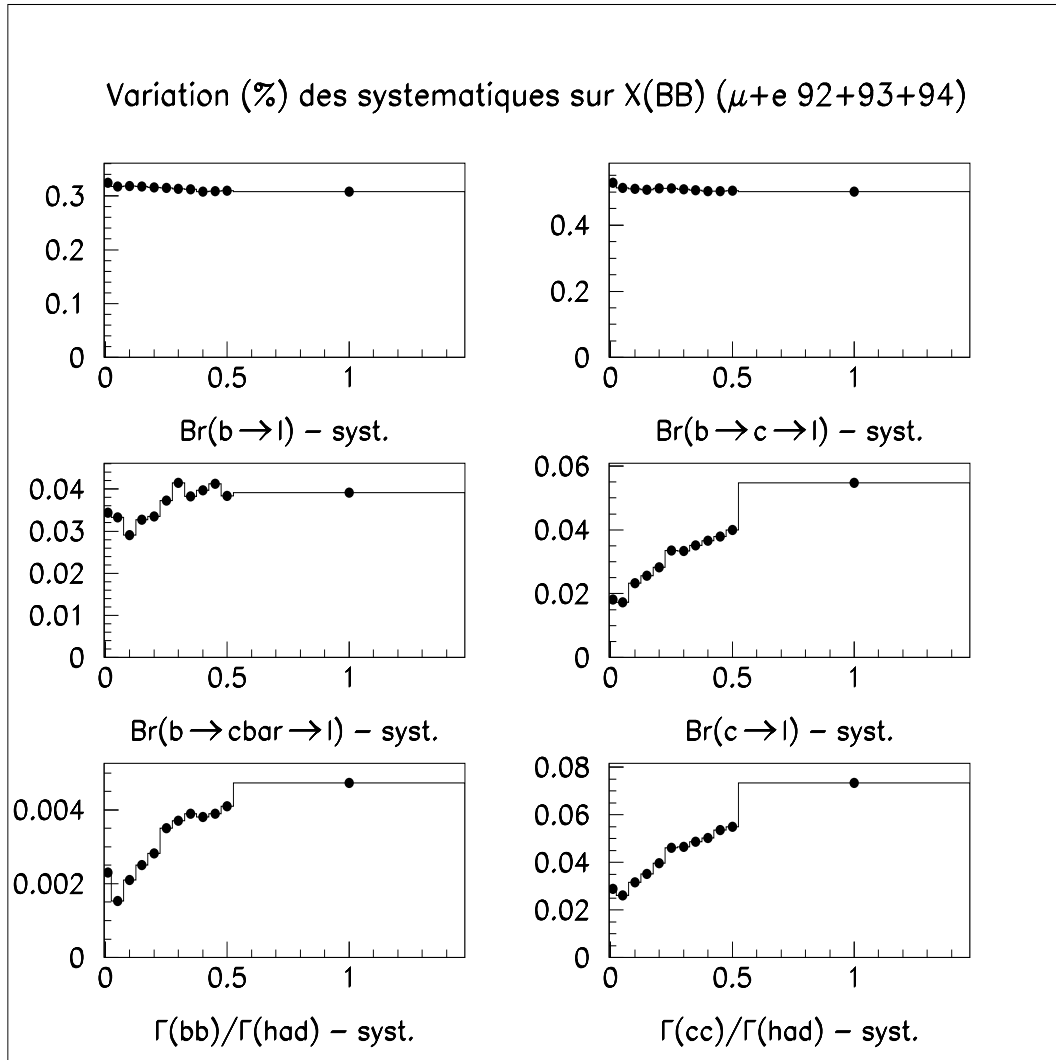 Variation (%) des systematiques sur X(BB) (μ+e 92+93+94)
0.3
0.2
0.1
0
0 0.5 1
Br(b→l) – syst.
0.4
0.2
0
0 0.5 1
Br(b→c→l) – syst.
0.04
0.03
0.02
0.01
0
0 0.5 1
Br(b→cbar→l) – syst.
0.06
0.04
0.02
0
0 0.5 1
Br(c→l) – syst.
0.004
0.002
0
0 0.5 1
Γ(bb)/Γ(had) – syst.
0.08
0.06
0.04
0.02
0
0 0.5 1
Γ(cc)/Γ(had) – syst.